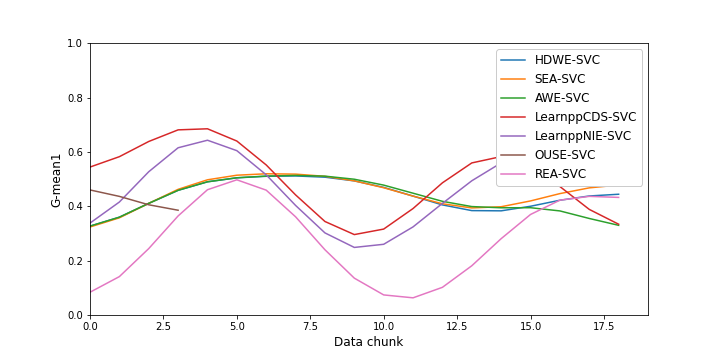 1.0
0.8
0.6
0.4
0.2
0.0
G-mean1
0.0 2.5 5.0 7.5 10.0 12.5 15.0 17.5
Data chunk
HDWE-SVC
SEA-SVC
AWE-SVC
LearnppCDS-SVC
LearnppNIE-SVC
OUSE-SVC
REA-SVC